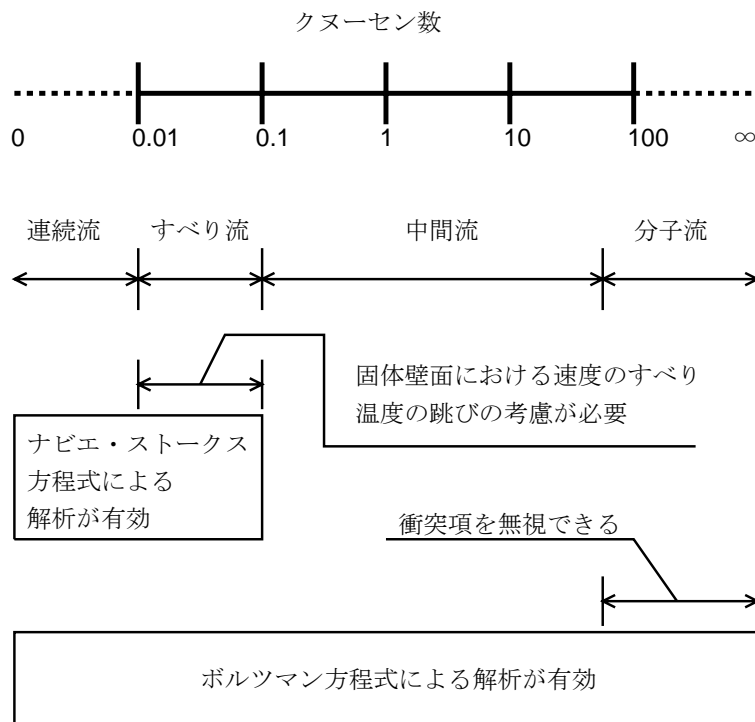 クヌーセン数
0 0.01 0.1 1 10 100 ∞
連続流 すべり流 中間流 分子流
固体壁面における速度のすべり
温度の跳びの考慮が必要
ナビエ・ストークス
方程式による
解析が有効
衝突項を無視できる
ボルツマン方程式による解析が有効